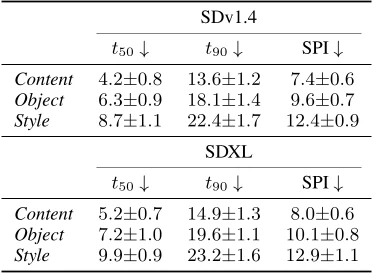 SDv1.4
t50 ↓ t90 ↓ SPI ↓
Content 4.2±0.8 13.6±1.2 7.4±0.6
Object 6.3±0.9 18.1±1.4 9.6±0.7
Style 8.7±1.1 22.4±1.7 12.4±0.9
SDXL
t50 ↓ t90 ↓ SPI ↓
Content 5.2±0.7 14.9±1.3 8.0±0.6
Object 7.2±1.0 19.6±1.1 10.1±0.8
Style 9.9±0.9 23.2±1.6 12.9±1.1